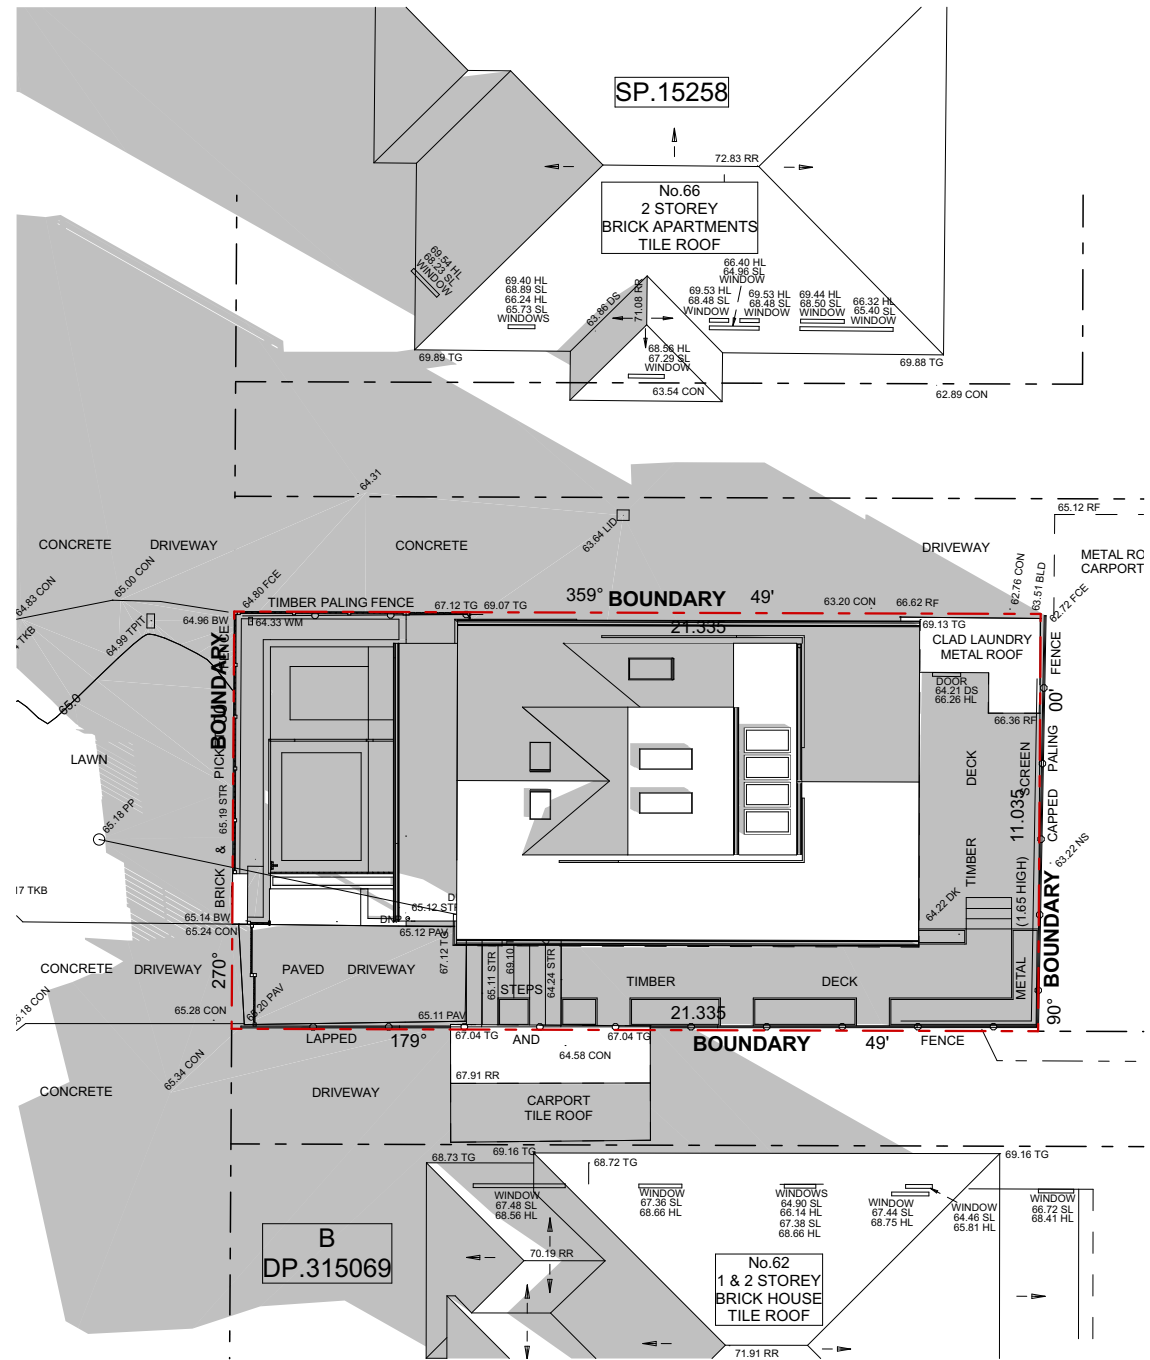 SP.15258
72.83 RR
No.66
2 STOREY
BRICK APARTMENTS
TILE ROOF
69.54 HL
68.23 SL
WINDOW
69.40 HL
68.89 SL
66.24 HL
65.73 SL
WINDOWS
63.86 DS
71.08 RR
66.40 HL
64.96 SL
WINDOW
69.53 HL
68.48 SL
WINDOW
69.53 HL
68.48 SL
WINDOW
69.44 HL
68.50 SL
WINDOW
66.32 HL
65.40 SL
WINDOW
68.56 HL
67.29 SL
WINDOW
69.89 TG
69.88 TG
63.54 CON
62.89 CON
64.31
63.64 LID
65.12 RF
CONCRETE
DRIVEWAY
CONCRETE
DRIVEWAY
METAL RO
CARPORT
64.83 CON
65.00 CON
64.80 FCE
62.76 CON
63.51 BLD
62.72 FCE
TIMBER PALING FENCE
67.12 TG
69.07 TG
359°
BOUNDARY
49'
63.20 CON
66.62 RF
64.96 BW
64.33 WM
21.335
69.13 TG
CLAD LAUNDRY
METAL ROOF
TKB
64.99 TPIT
65.0
DOOR
64.21 DS
66.26 HL
66.36 RF
LAWN
65.18 PP
BOUNDARY
BRICK & PICKET FENCE
65.19 STR
270°
DECK
TIMBER
SCREEN
(1.65 HIGH)
METAL
11.035
CAPPED PALING FENCE
00'
BOUNDARY
90°
63.22 NS
64.22 DK
17 TKB
65.14 BW
65.24 CON
65.12 PAV
67.12 TG
65.11 STR
69.10
64.24 STR
CONCRETE
DRIVEWAY
PAVED
DRIVEWAY
STEPS
TIMBER
DECK
65.20 PAV
65.28 CON
65.11 PAV
21.335
LAPPED
179°
67.04 TG
AND
67.04 TG
BOUNDARY
49'
FENCE
64.58 CON
65.34 CON
67.91 RR
CONCRETE
DRIVEWAY
CARPORT
TILE ROOF
68.73 TG
69.16 TG
68.72 TG
69.16 TG
WINDOW
67.48 SL
68.56 HL
WINDOW
67.36 SL
68.66 HL
WINDOWS
64.90 SL
66.14 HL
67.38 SL
68.66 HL
WINDOW
67.44 SL
68.75 HL
WINDOW
64.46 SL
65.81 HL
WINDOW
66.72 SL
68.41 HL
B
DP.315069
70.19 RR
No.62
1 & 2 STOREY
BRICK HOUSE
TILE ROOF
71.91 RR